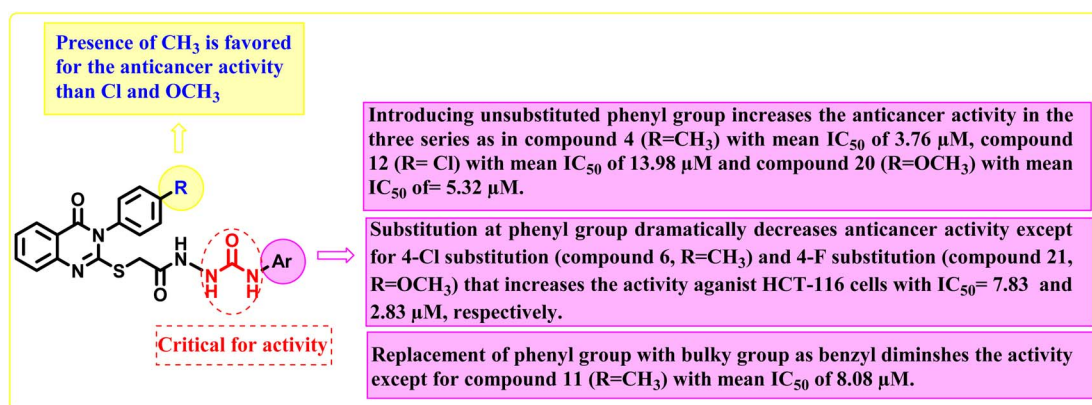 Presence of CH3 is favored
for the anticancer activity
than Cl and OCH3
Introducing unsubstituted phenyl group increases the anticancer activity in
the three series as in compound 4 (R=CH3) with mean IC50 of 3.76 µM, compound
12 (R= Cl) with mean IC50 of 13.98 µM and compound 20 (R=OCH3) with mean
IC50 of= 5.32 µM.
R
O
N
N
S
O
H
N
N
H
O
N
H
Ar
Substitution at phenyl group dramatically decreases anticancer activity except
for 4-Cl substitution (compound 6, R=CH3) and 4-F substitution (compound 21,
R=OCH3) that increases the activity aganist HCT-116 cells with IC50= 7.83 and
2.83 µM, respectively.
Critical for activity
Replacement of phenyl group with bulky group as benzyl diminshes the activity
except for compound 11 (R=CH3) with mean IC50 of 8.08 µM.